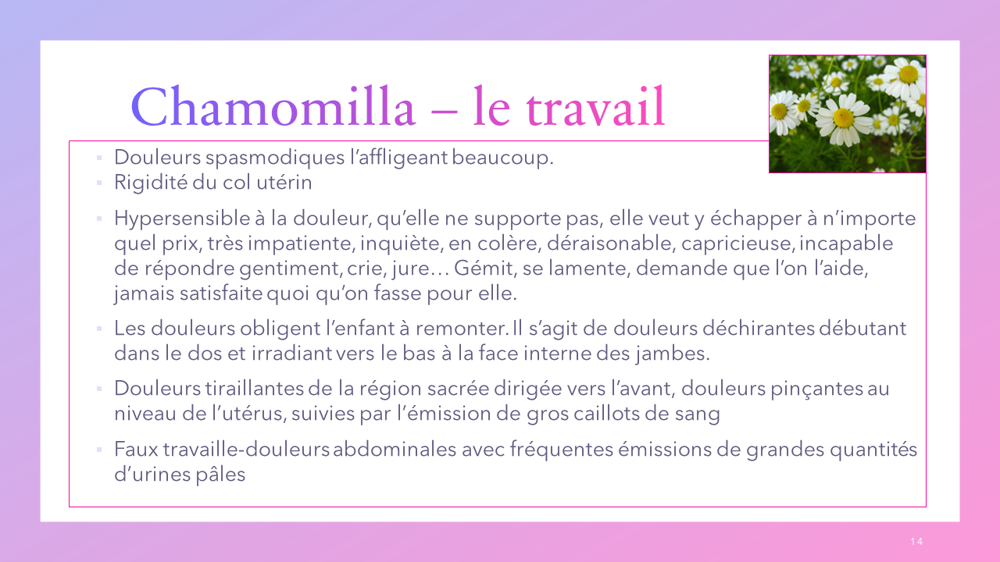 Chamomilla – le travail
Douleurs spasmodiques l’affligeant beaucoup.
Rigidité du col utérin
Hypersensible à la douleur, qu’elle ne supporte pas, elle veut y échapper à n’importe
quel prix, très impatiente, inquiète, en colère, déraisonable, capricieuse, incapable
de répondre gentiment, crie, jure… Gémit, se lamente, demande que l’on l’aide,
jamais satisfaite quoi qu’on fasse pour elle.
Les douleurs obligent l’enfant à remonter. Il s’agit de douleurs déchirantes débutant
dans le dos et irradiant vers le bas à la face interne des jambes.
Douleurs tiraillantes de la région sacrée dirigée vers l’avant, douleurs pinçantes au
niveau de l’utérus, suivies par l’émission de gros caillots de sang
Faux travaille-douleurs abdominales avec fréquentes émissions de grandes quantités
d’urines pâles
14